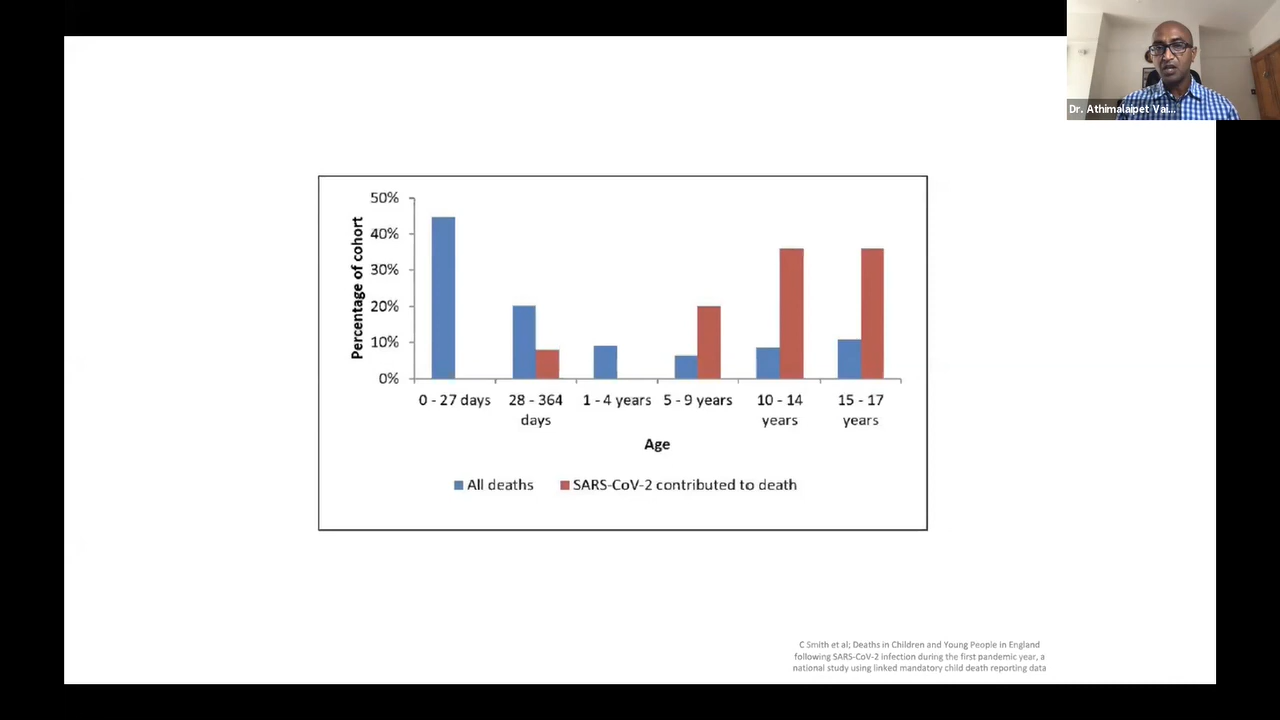 Dr. Athimalaipet Vai...
50%
40%
30%
20%
10%
0%
Percentage of cohort
0 - 27 days
28 - 364
days
1 - 4 years
5 - 9 years
10 - 14
years
15 - 17
years
Age
All deaths
SARS-CoV-2 contributed to death
C Smith et al; Deaths in Children and Young People in England
following SARS-CoV-2 infection during the first pandemic year, a
national study using linked mandatory child death reporting data